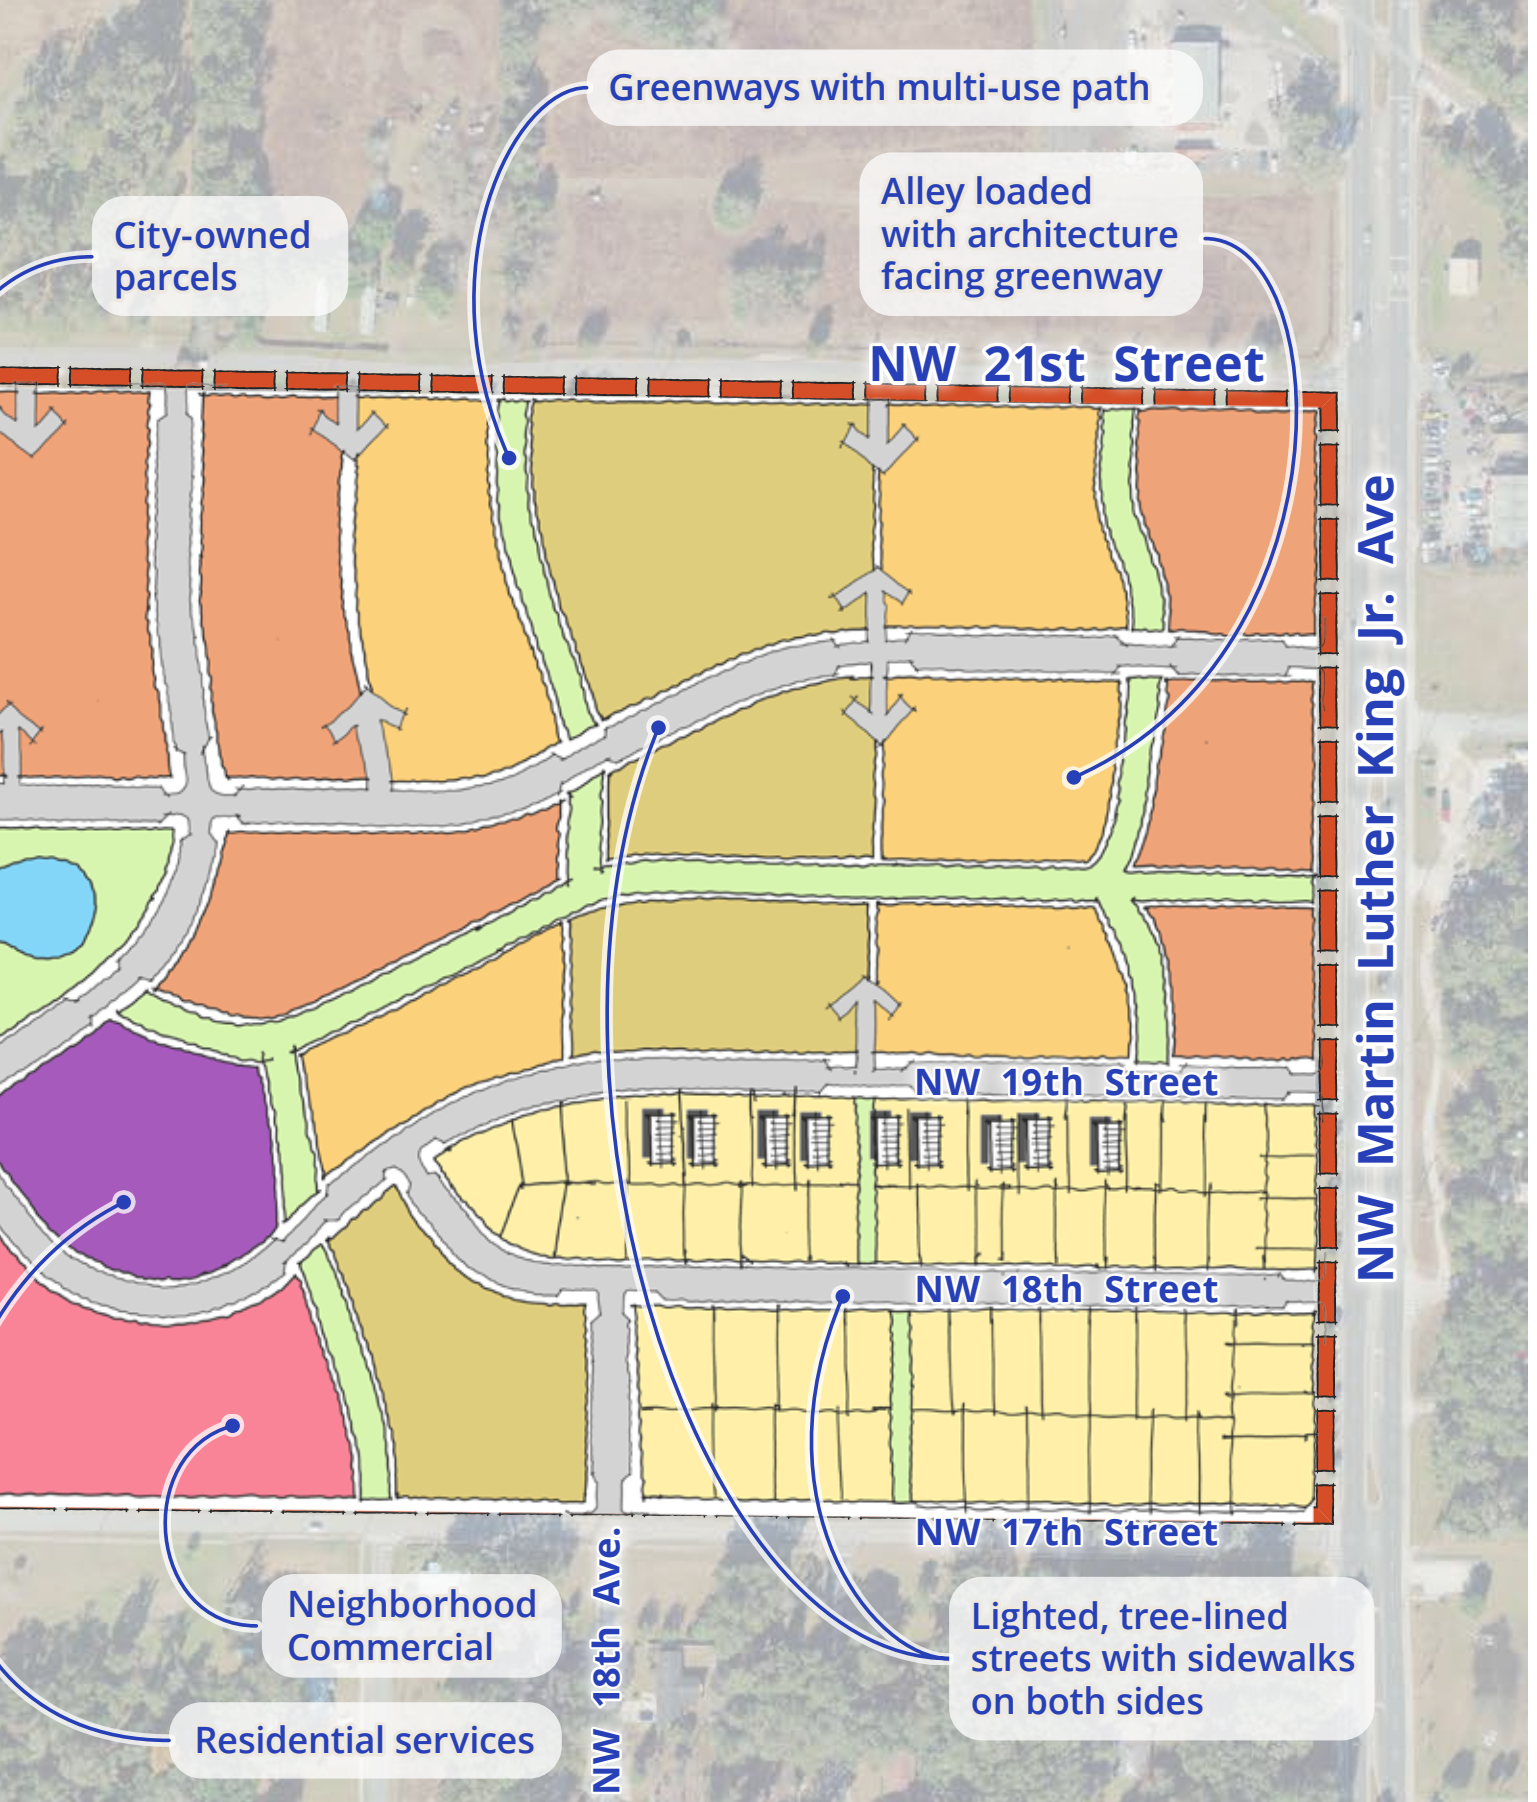 Greenways with multi-use path
Alley loaded
with architecture
facing greenway
City-owned
parcels
NW 21st Street
NW Martin Luther King Jr. Ave
NW 19th Street
NW 18th Street
NW 17th Street
NW 18th Ave.
Neighborhood
Commercial
Lighted, tree-lined
streets with sidewalks
on both sides
Residential services